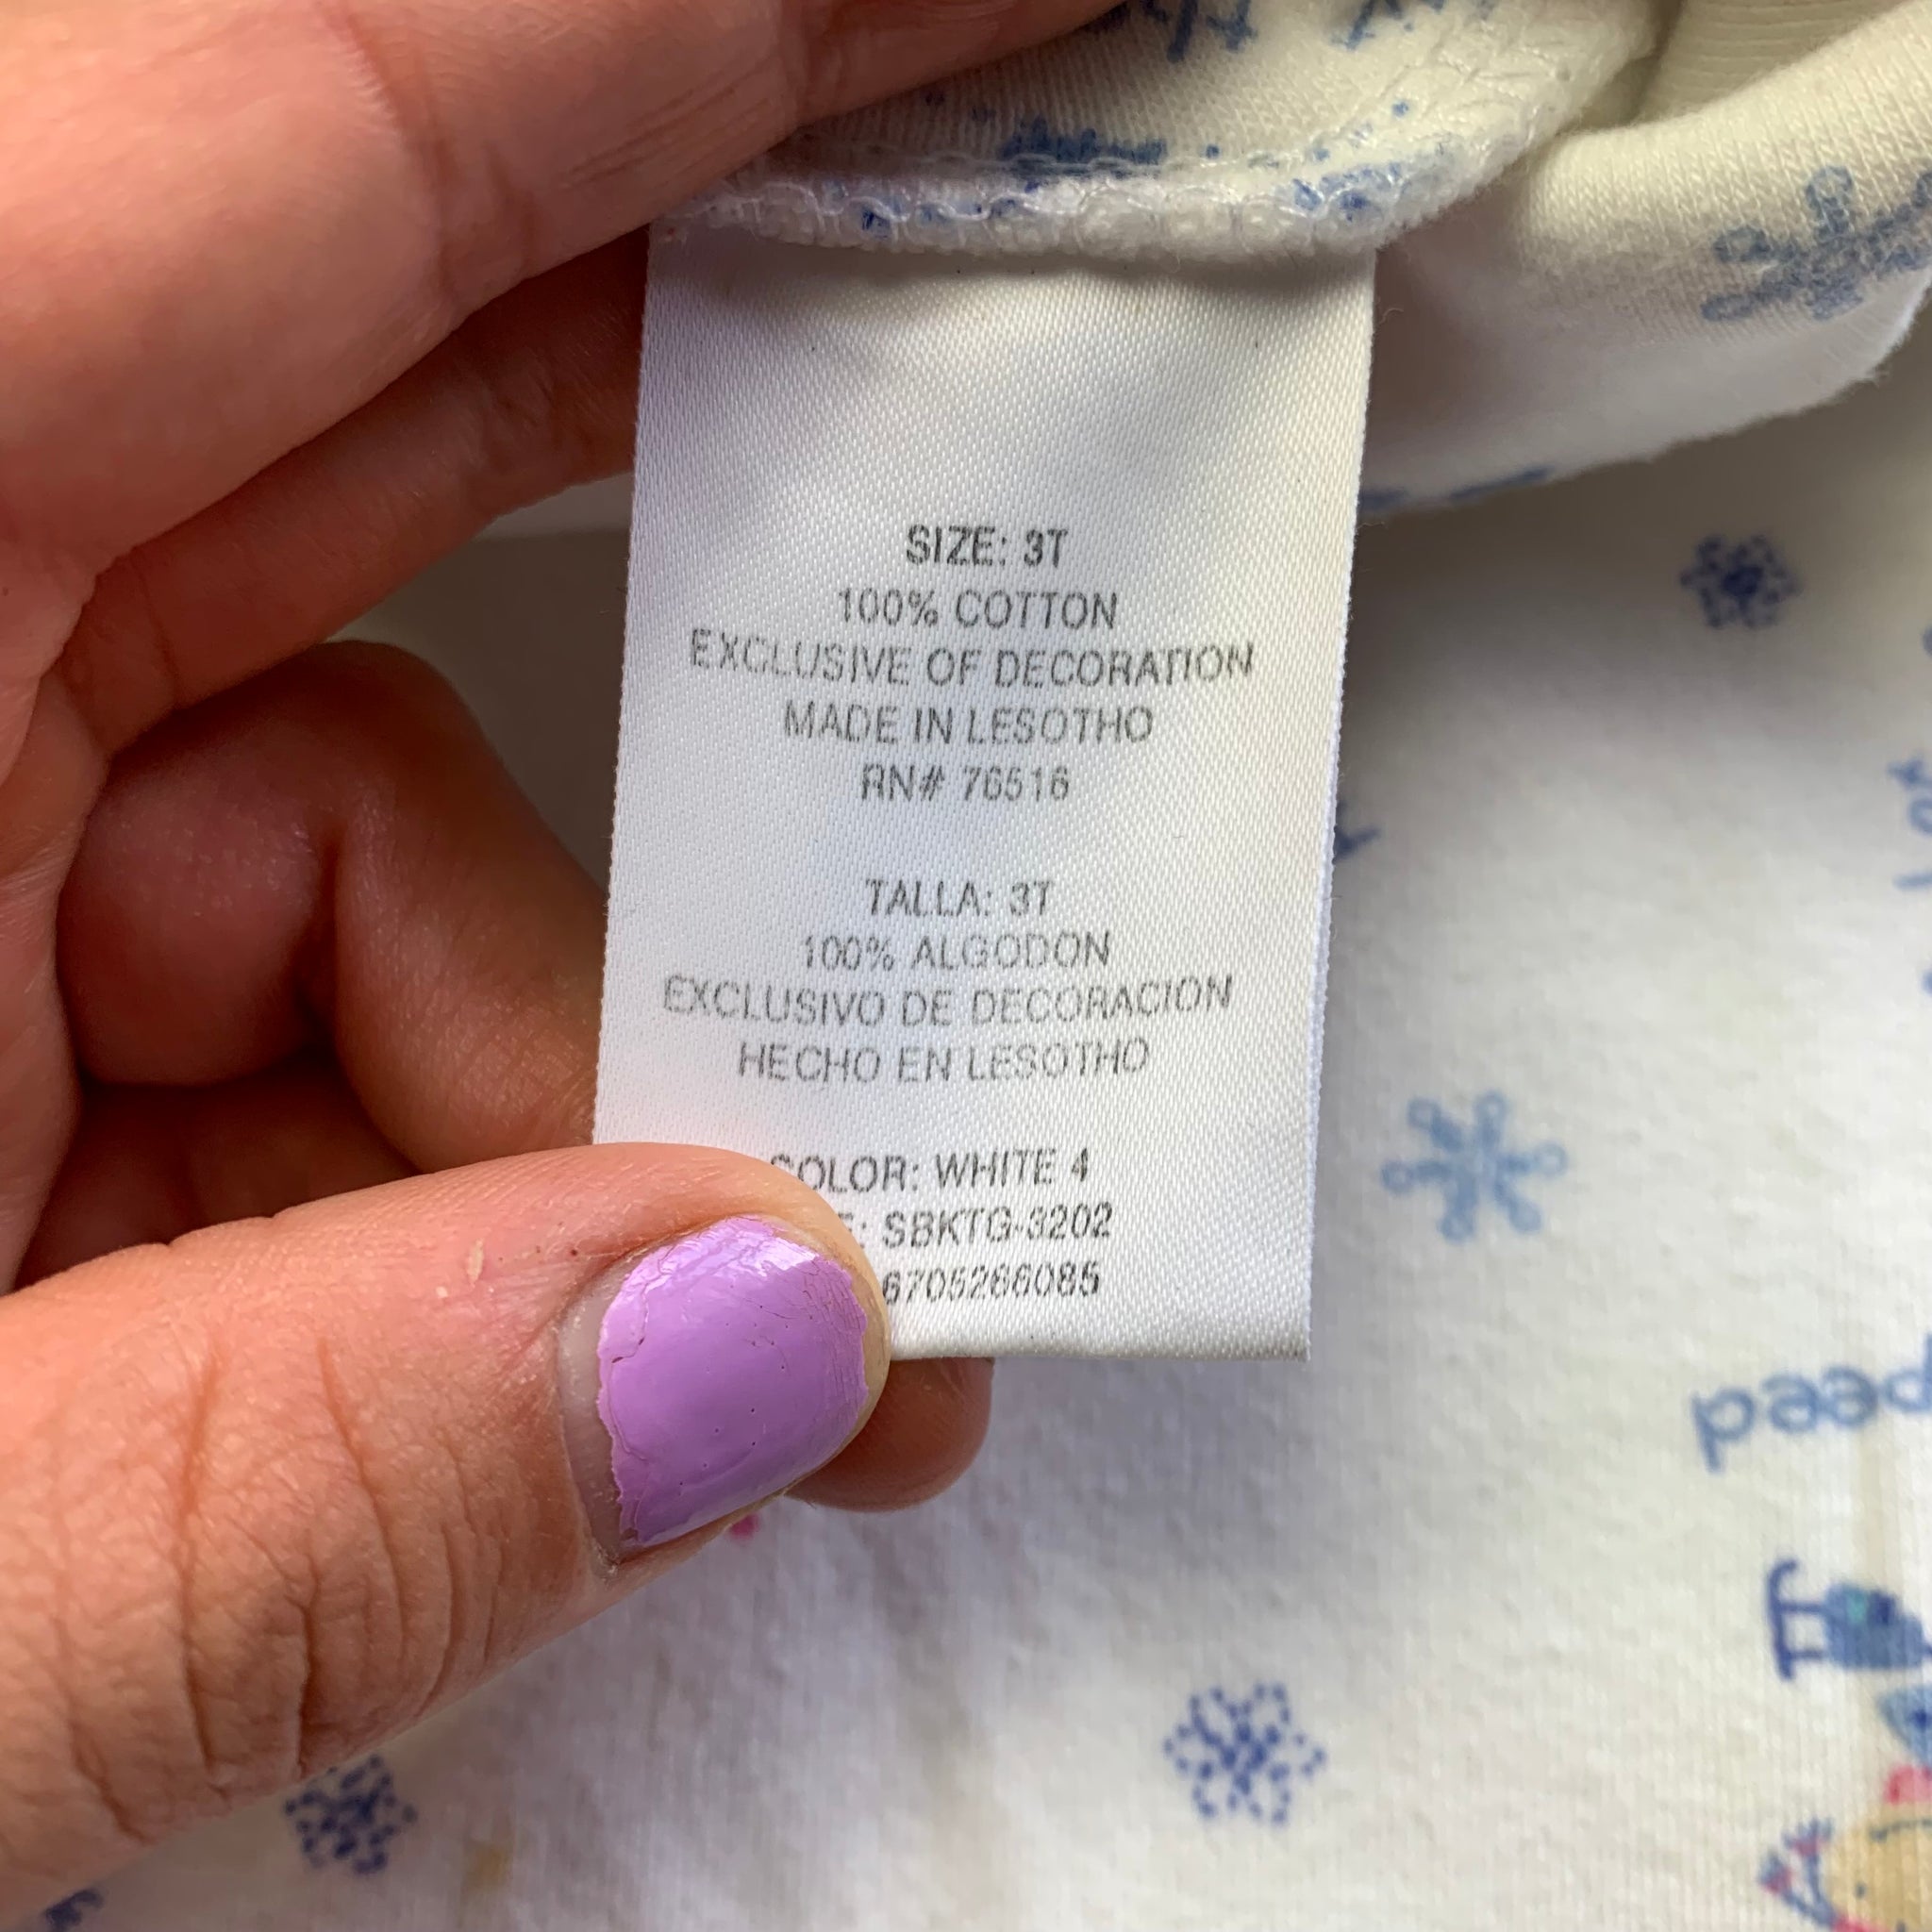 SIZE: 3T
100% COTTON
EXCLUSIVE OF DECORATION
MADE IN LESOTHO
RN# 76516
TALLA: 3T
100% ALGODON
EXCLUSIVO DE DECORACION
HECHO EN LESOTHO
COLOR: WHITE 4
SBKTG-3202
6705266085